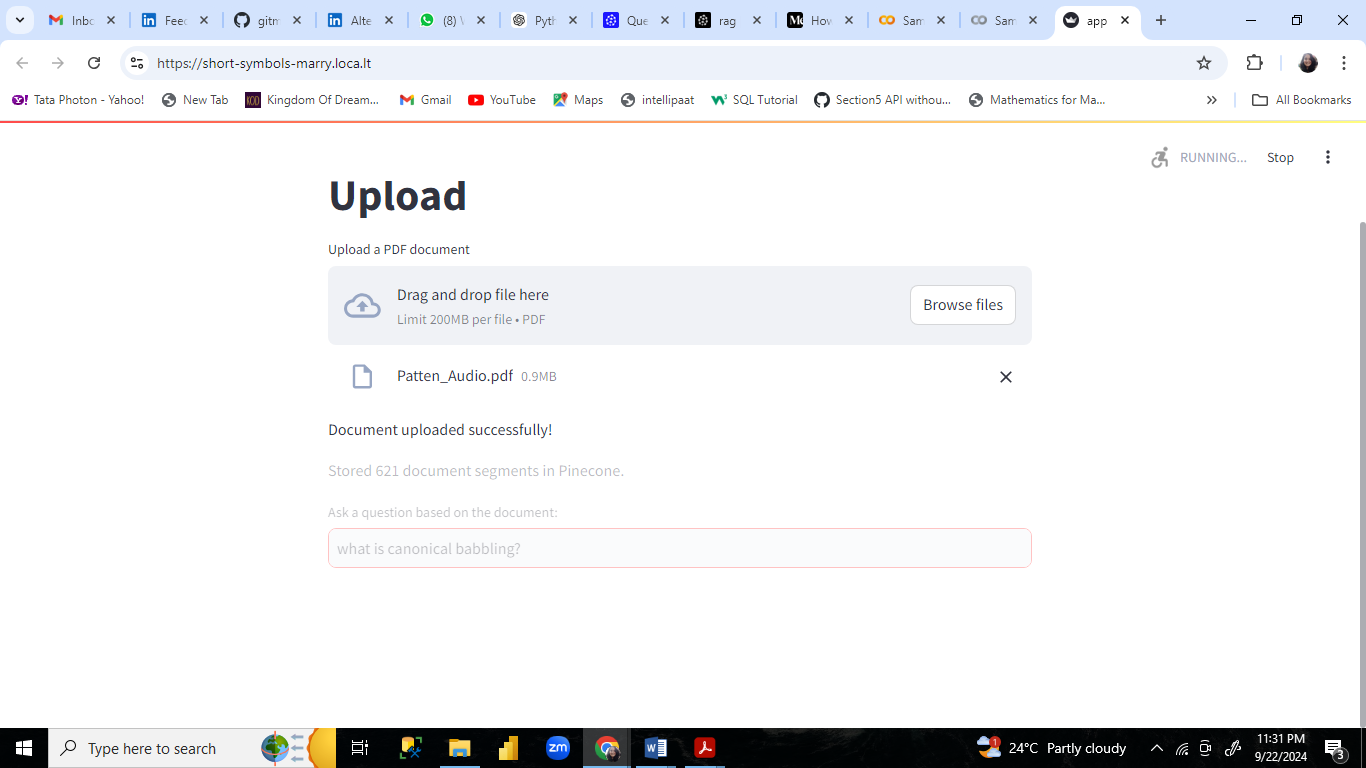 Inbc
Feec
gitm
Alte
(8) W
Pyth
Que
rag
How
Sam
Sam
app
https://short-symbols-marry.loca.lt
Tata Photon - Yahoo!
New Tab
Kingdom Of Dream...
Gmail
YouTube
Maps
intellipaat
SQL Tutorial
Section5 API withou...
Mathematics for Ma...
All Bookmarks
RUNNING...
Stop
Upload
Upload a PDF document
Drag and drop file here
Limit 200MB per file • PDF
Browse files
Patten_Audio.pdf 0.9MB
Document uploaded successfully!
Stored 621 document segments in Pinecone.
Ask a question based on the document:
what is canonical babbling?
Type here to search
zm
24°C Partly cloudy
11:31 PM
9/22/2024
3